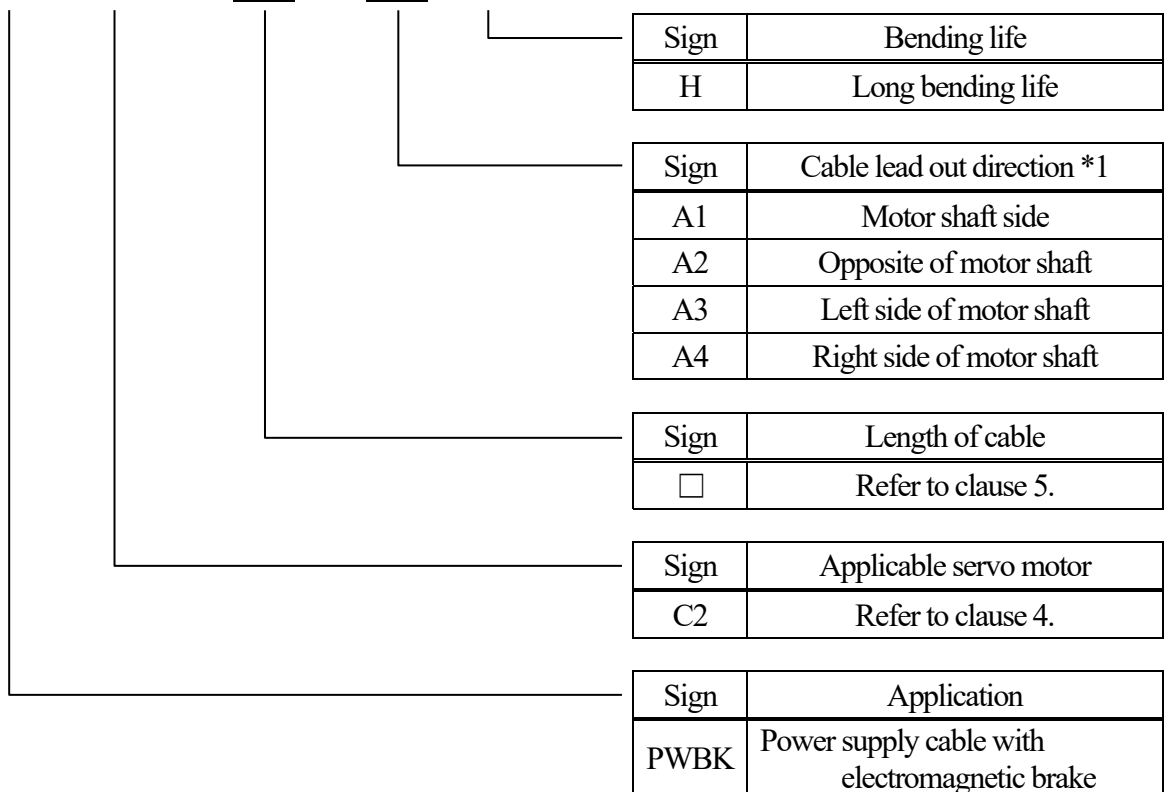 Sign Bending life
H Long bending life
Sign Cable lead out direction *1
A1 Motor shaft side
A2 Opposite of motor shaft
A3 Left side of motor shaft
A4 Right side of motor shaft
Sign Length of cable
□ Refer to clause 5.
Sign Applicable servo motor
C2 Refer to clause 4.
Sign Application
PWBK Power supply cable with
electromagnetic brake